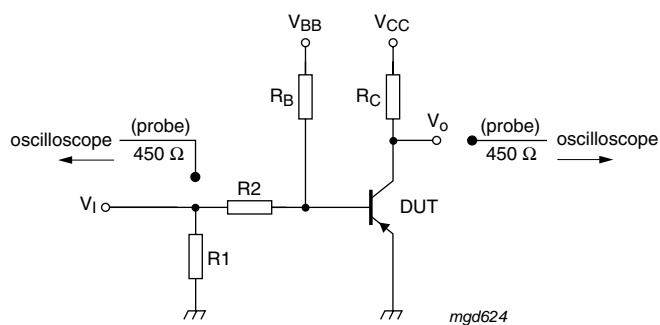 V_BB V_CC
R_B R_C
(probe) V_o (probe)
oscilloscope 450 Ω 450 Ω oscilloscope
R2
V_I DUT
R1
mgd624